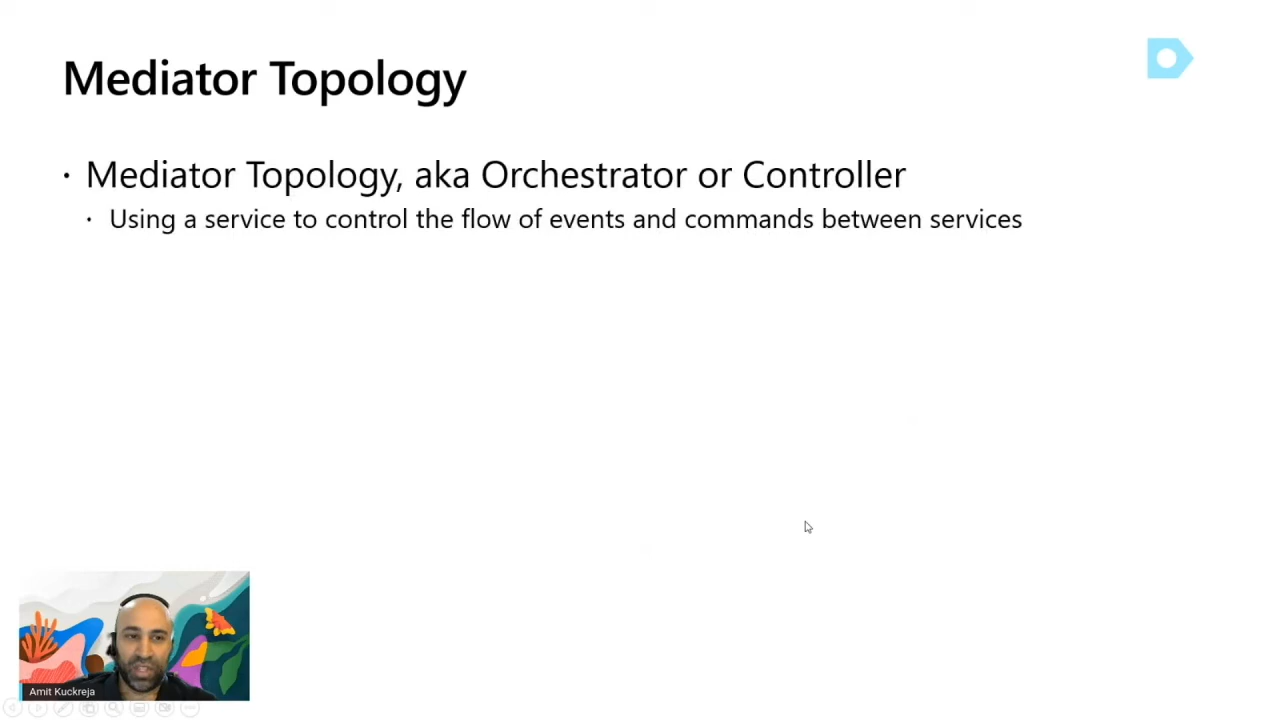 Mediator Topology
• Mediator Topology, aka Orchestrator or Controller
• Using a service to control the flow of events and commands between services
Amit Kuckreja